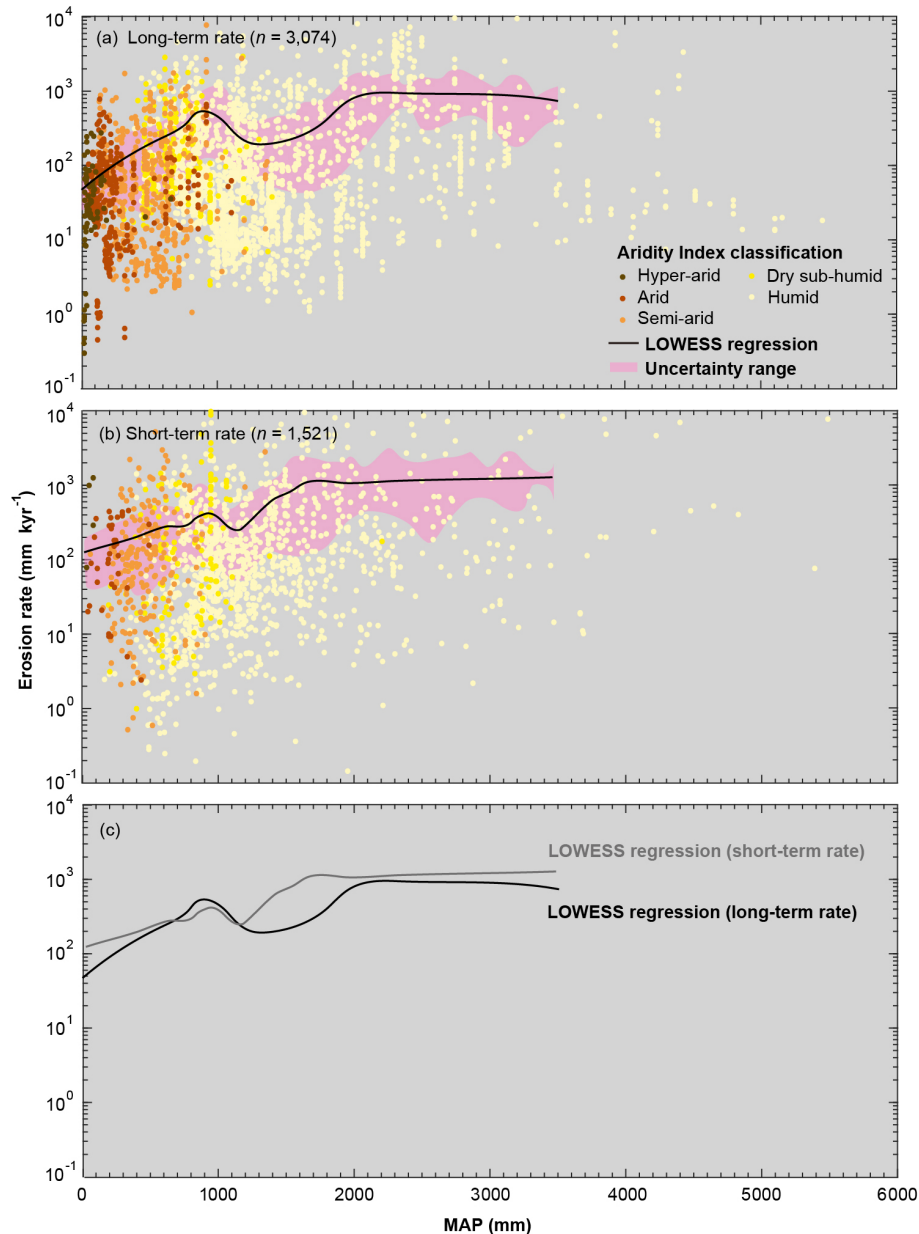 (a) Long-term rate (n = 3,074)
10^4
10^3
10^2
10^1
10^0
10^-1
Aridity Index classification
Hyper-arid
Dry sub-humid
Arid
Humid
Semi-arid
LOWESS regression
Uncertainty range
(b) Short-term rate (n = 1,521)
10^4
10^3
10^2
10^1
10^0
10^-1
Erosion rate (mm kyr^-1)
(c)
10^4
10^3
10^2
10^1
10^0
10^-1
LOWESS regression (short-term rate)
LOWESS regression (long-term rate)
0 1000 2000 3000 4000 5000 6000
MAP (mm)